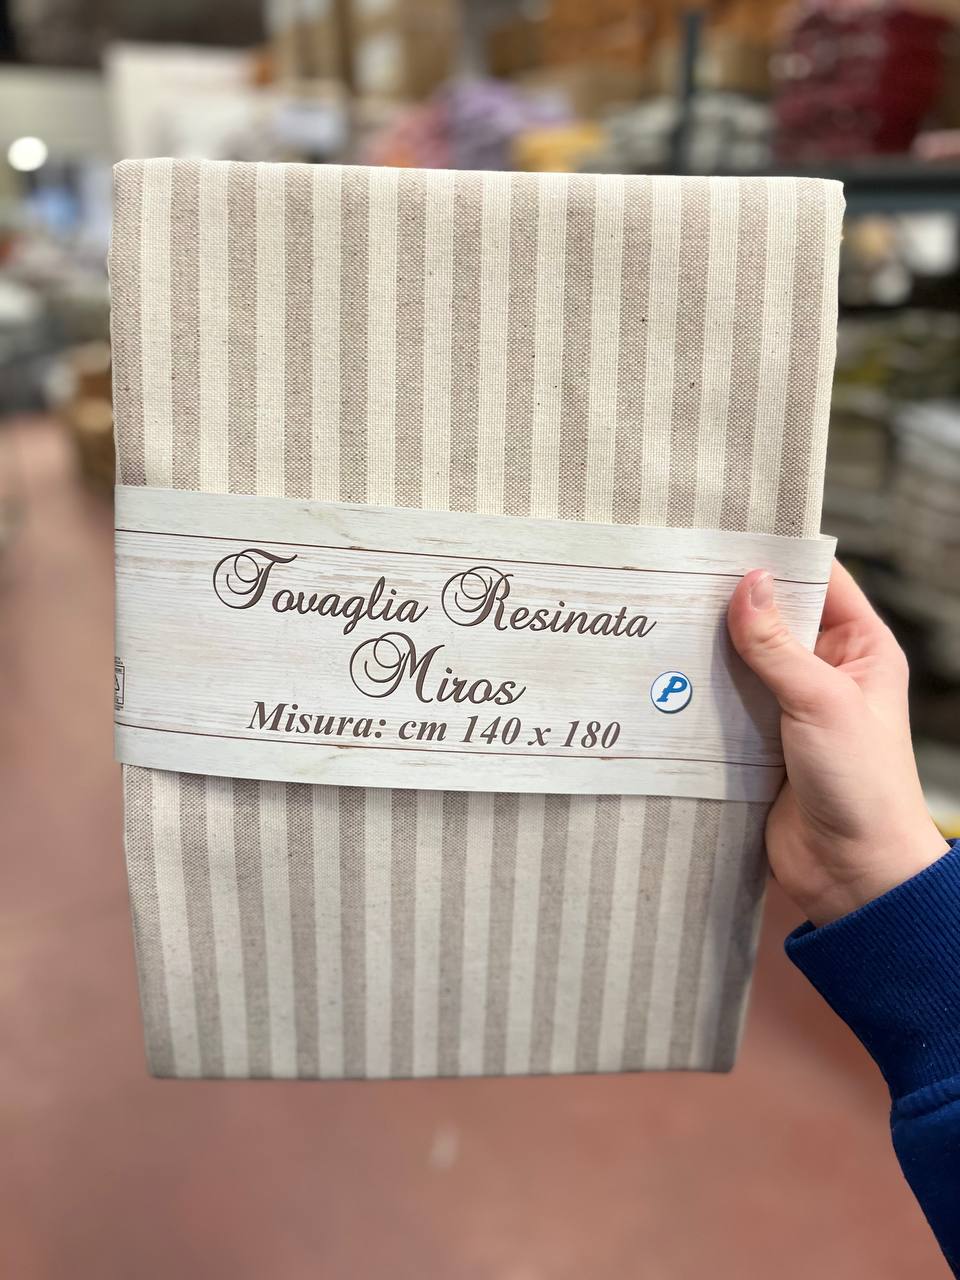 Tovaglia Resinata
Miros
Misura: cm 140 x 180
P